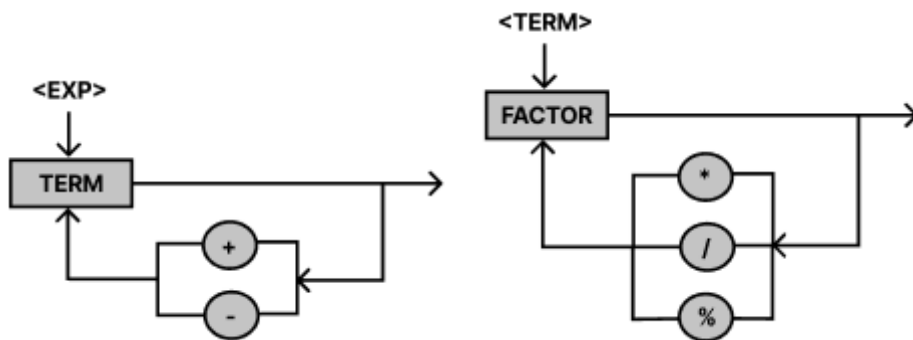 <EXP>
TERM
+
-
<TERM>
FACTOR
*
/
%